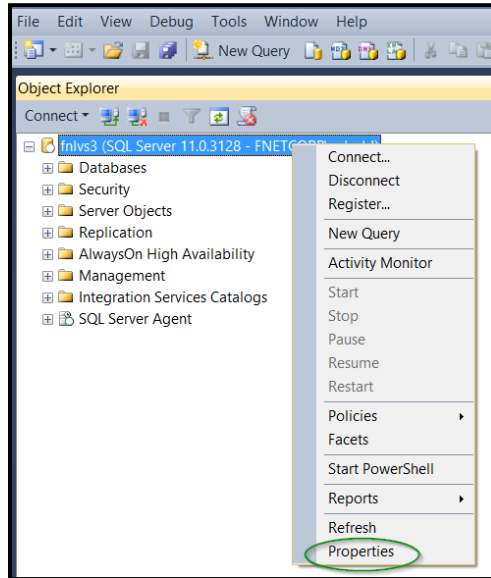 File Edit View Debug Tools Window Help
New Query
Object Explorer
Connect
fnlvs3 (SQL Server 11.0.3128 -
Databases
Security
Server Objects
Replication
AlwaysOn High Availability
Management
Integration Services Catalogs
SQL Server Agent
Connect...
Disconnect
Register...
New Query
Activity Monitor
Start
Stop
Pause
Resume
Restart
Policies
Facets
Start PowerShell
Reports
Refresh
Properties